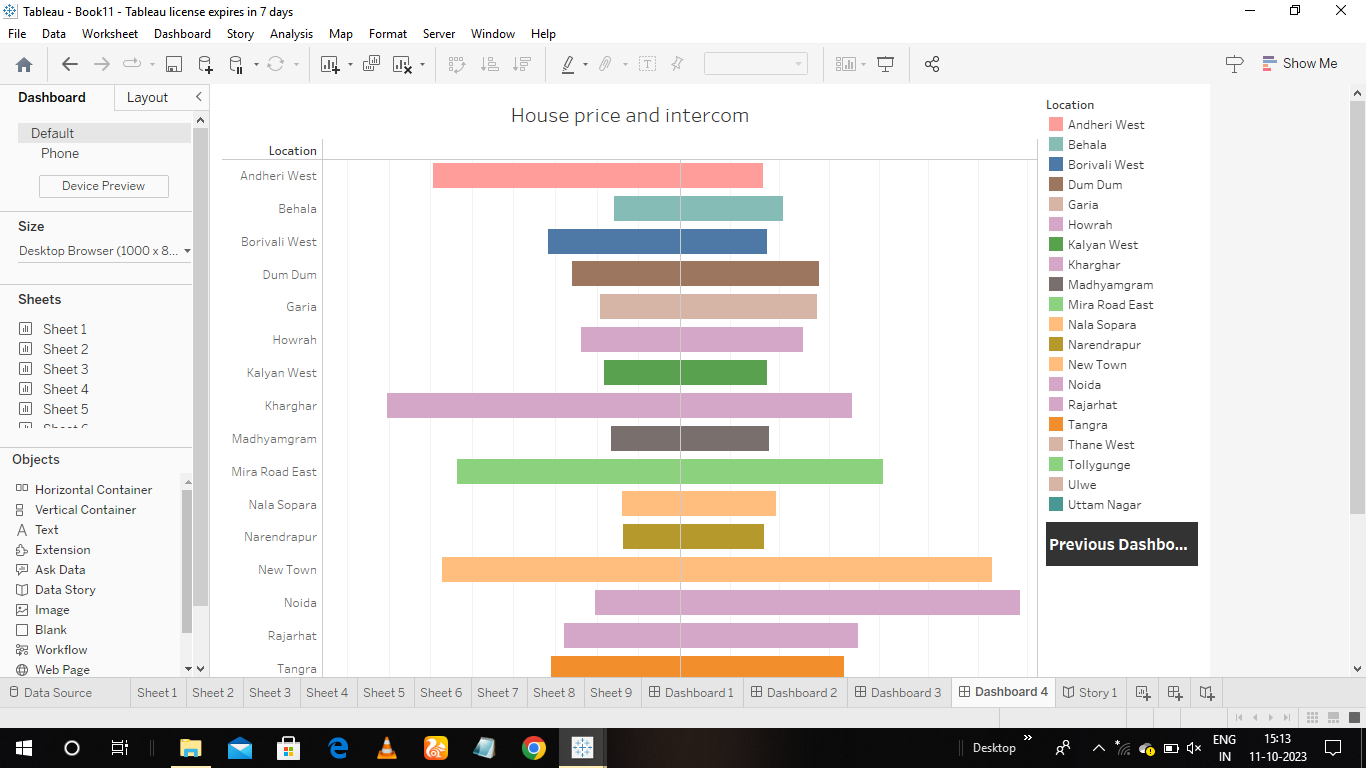 Tableau - Book11 - Tableau license expires in 7 days
File Data Worksheet Dashboard Story Analysis Map Format Server Window Help
Show Me
Dashboard Layout
Default
Phone
Device Preview
Size
Desktop Browser (1000 x 8...
Sheets
Sheet 1
Sheet 2
Sheet 3
Sheet 4
Sheet 5
Objects
Horizontal Container
Vertical Container
Text
Extension
Ask Data
Data Story
Image
Blank
Workflow
Web Page
House price and intercom
Location
Andheri West
Behala
Borivali West
Dum Dum
Garia
Howrah
Kalyan West
Kharghar
Madhyamgram
Mira Road East
Nala Sopara
Narendrapur
New Town
Noida
Rajarhat
Tangra
Location
Andheri West
Behala
Borivali West
Dum Dum
Garia
Howrah
Kalyan West
Kharghar
Madhyamgram
Mira Road East
Nala Sopara
Narendrapur
New Town
Noida
Rajarhat
Tangra
Thane West
Tollygunge
Ulwe
Uttam Nagar
Previous Dashbo...
Data Source Sheet 1 Sheet 2 Sheet 3 Sheet 4 Sheet 5 Sheet 6 Sheet 7 Sheet 8 Sheet 9 Dashboard 1 Dashboard 2 Dashboard 3 Dashboard 4 Story 1
Desktop
ENG
IN
15:13
11-10-2023